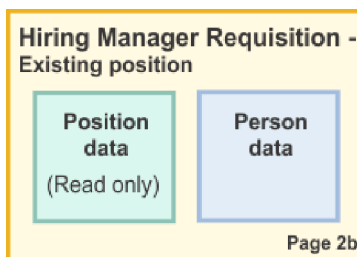 Hiring Manager Requisition -
Existing position
Position
data
(Read only)
Person
data
Page 2b